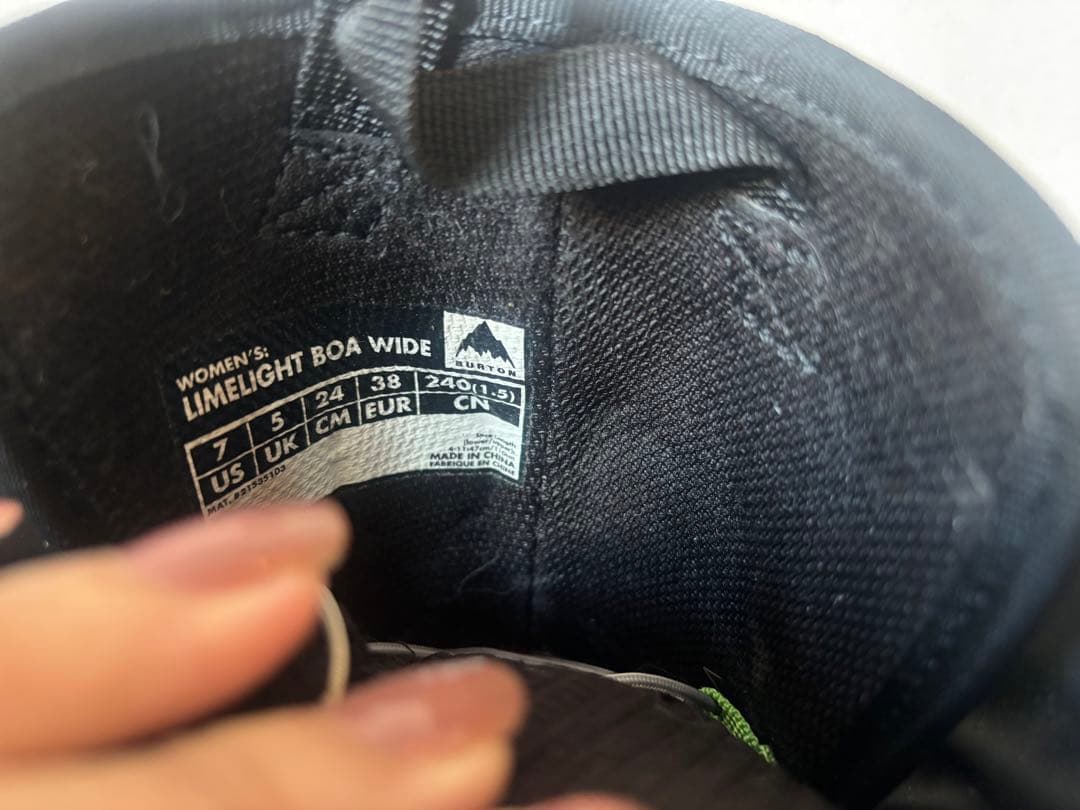 WOMEN'S:
LIMELIGHT BOA WIDE
BURTON
7 5 24 38 240(1.5)
US UK CM EUR CN
MADE IN CHINA
FABRIQUE EN CHINE